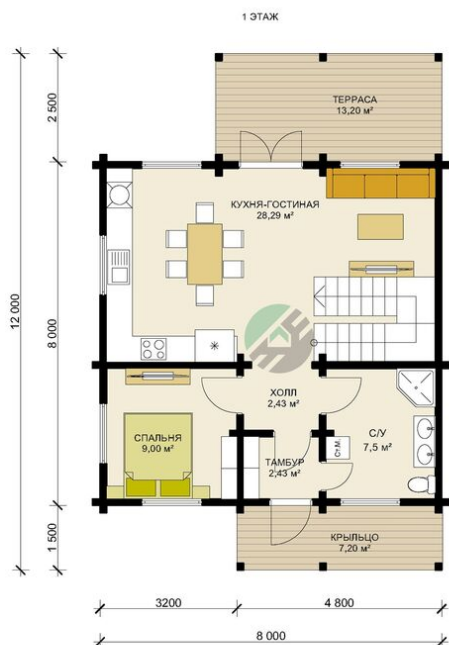 1 ЭТАЖ
ТЕРРАСА
13,20 м²
2 500
КУХНЯ-ГОСТИНАЯ
28,29 м²
12 000
8 000
ХОЛЛ
2,43 м²
СПАЛЬНЯ
9,00 м²
С/У
7,5 м²
Ст.М.
ТАМБУР
2,43 м²
1 500
КРЫЛЬЦО
7,20 м²
3200
4 800
8 000